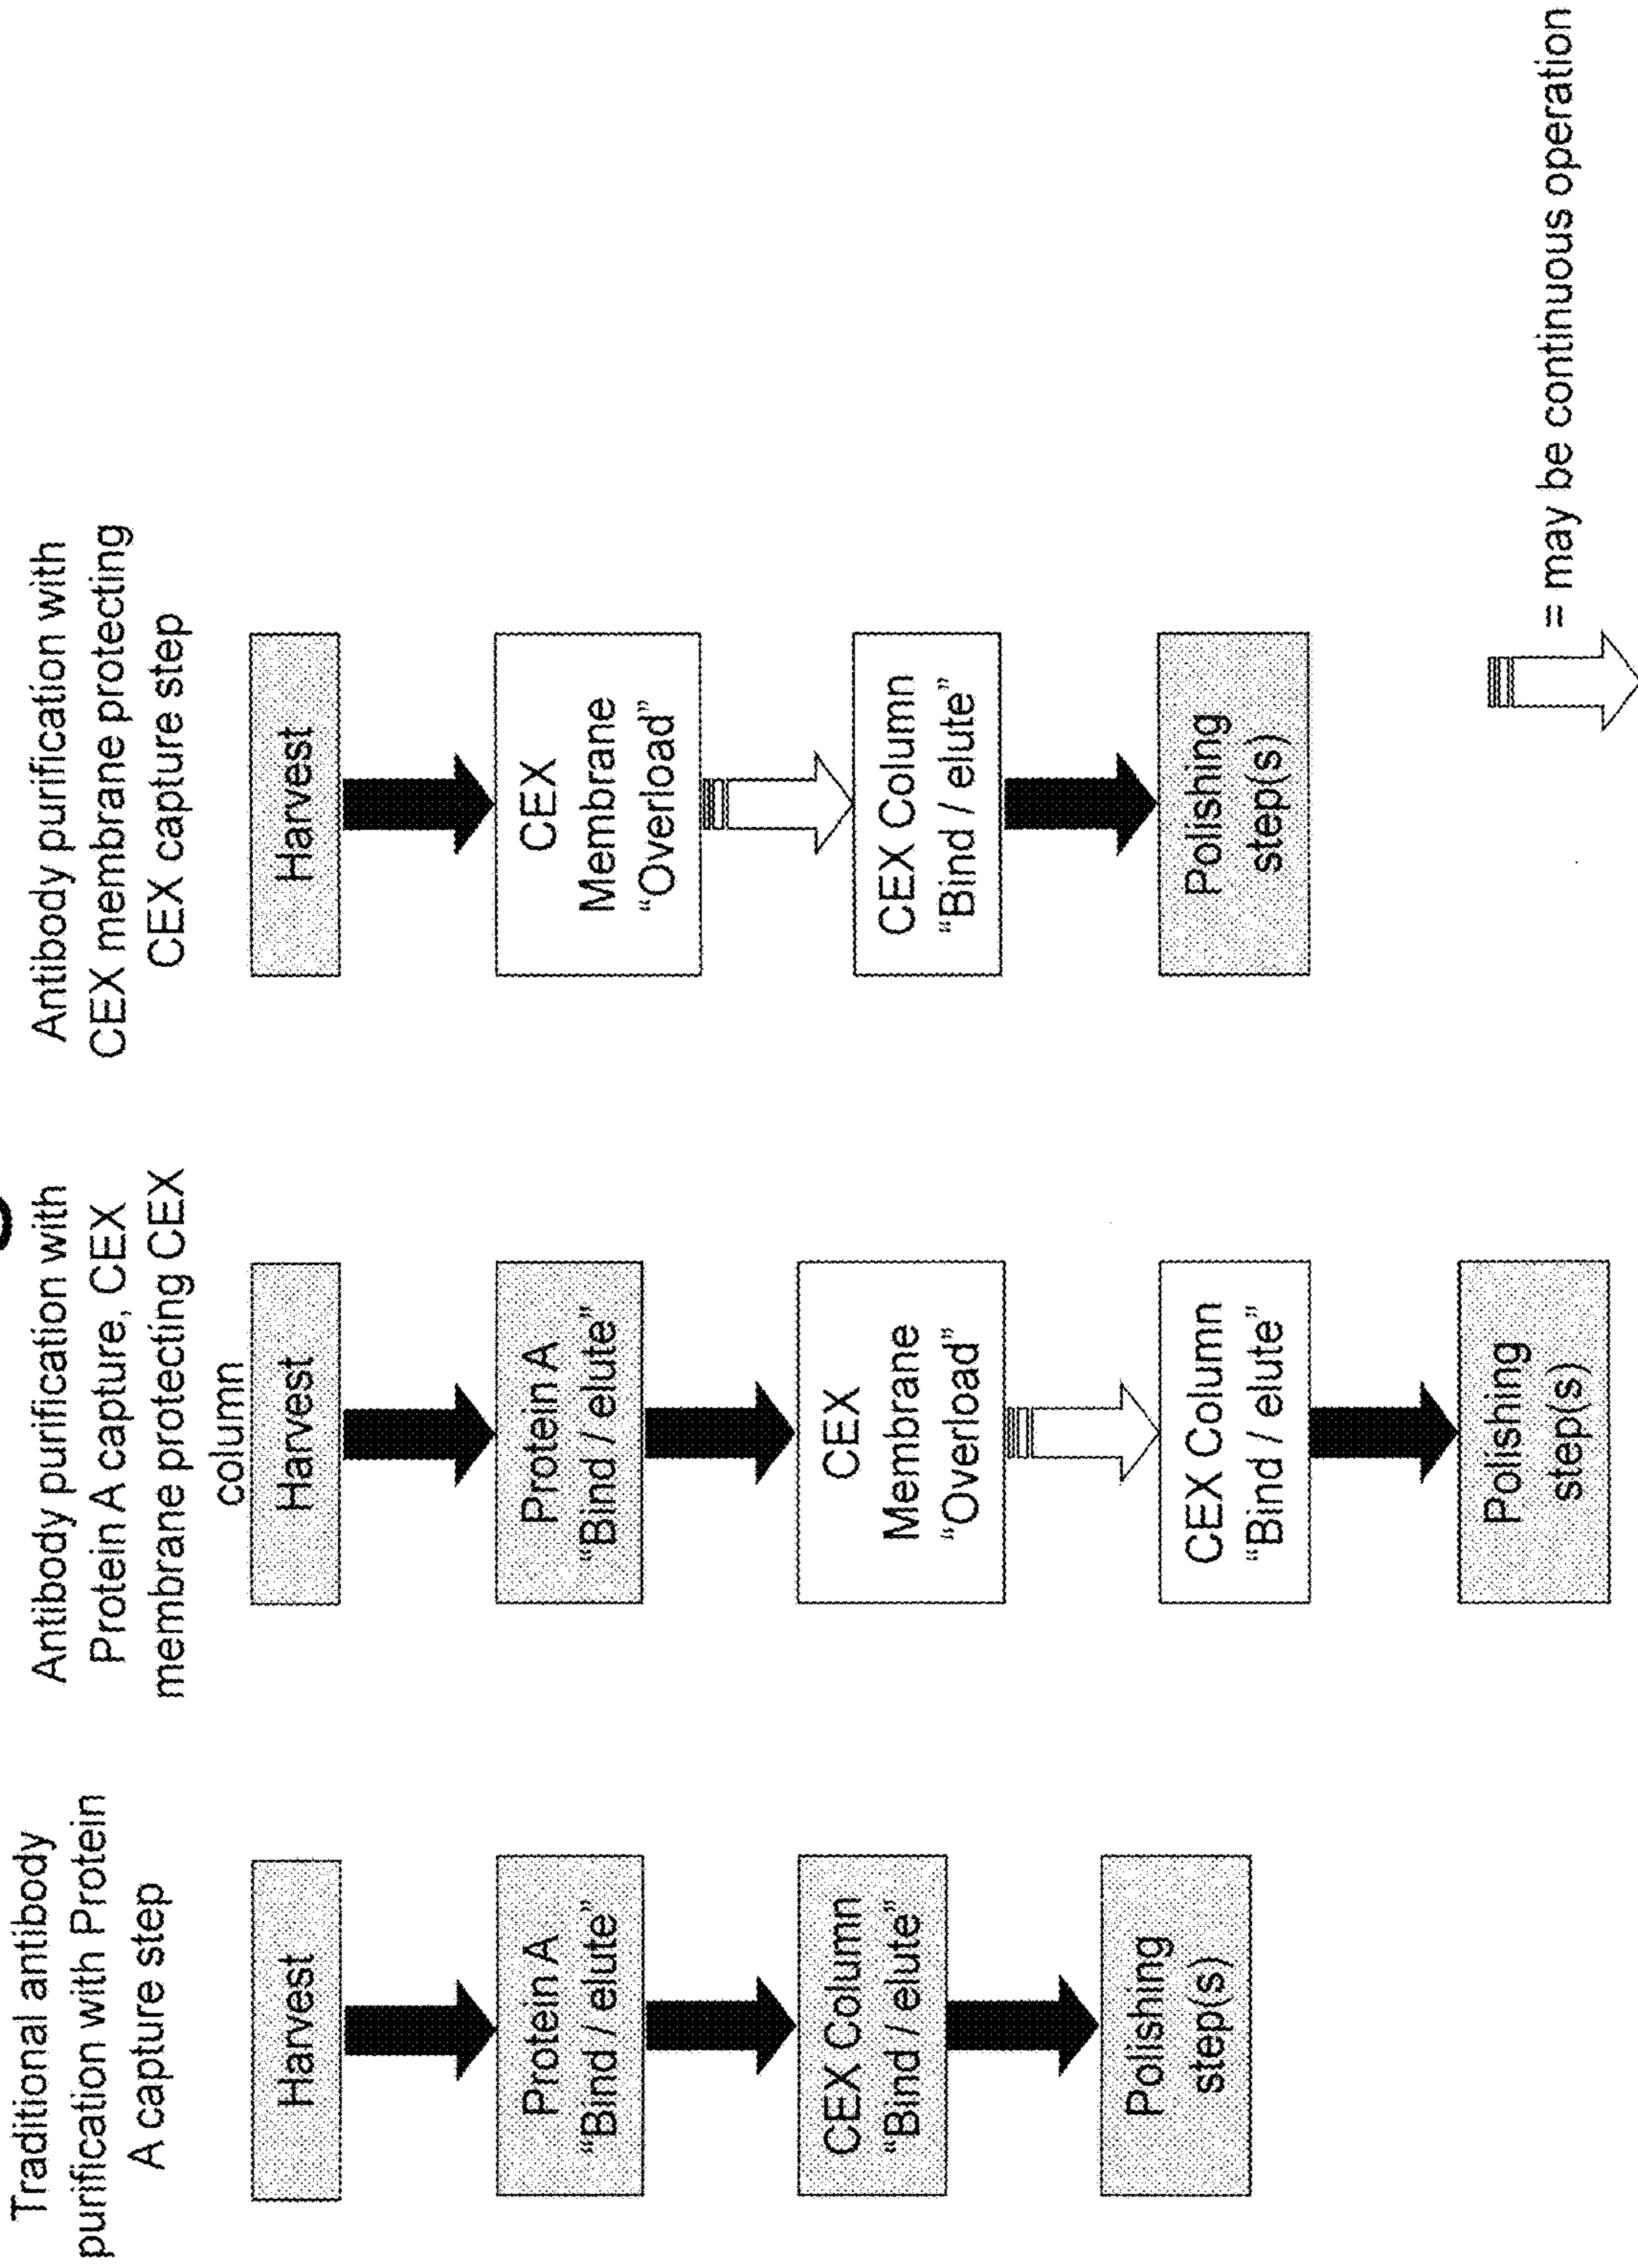 Traditional antibody
purification with Protein
A capture step
Harvest
Protein A
“Bind / elute”
CEX Column
“Bind / elute”
Polishing
step(s)
Antibody purification with
Protein A capture, CEX
membrane protecting CEX
column
Harvest
Protein A
“Bind / elute”
CEX
Membrane
“Overload”
CEX Column
“Bind / elute”
Polishing
step(s)
Antibody purification with
CEX membrane protecting
CEX capture step
Harvest
CEX
Membrane
“Overload”
CEX Column
“Bind / elute”
Polishing
step(s)
= may be continuous operation